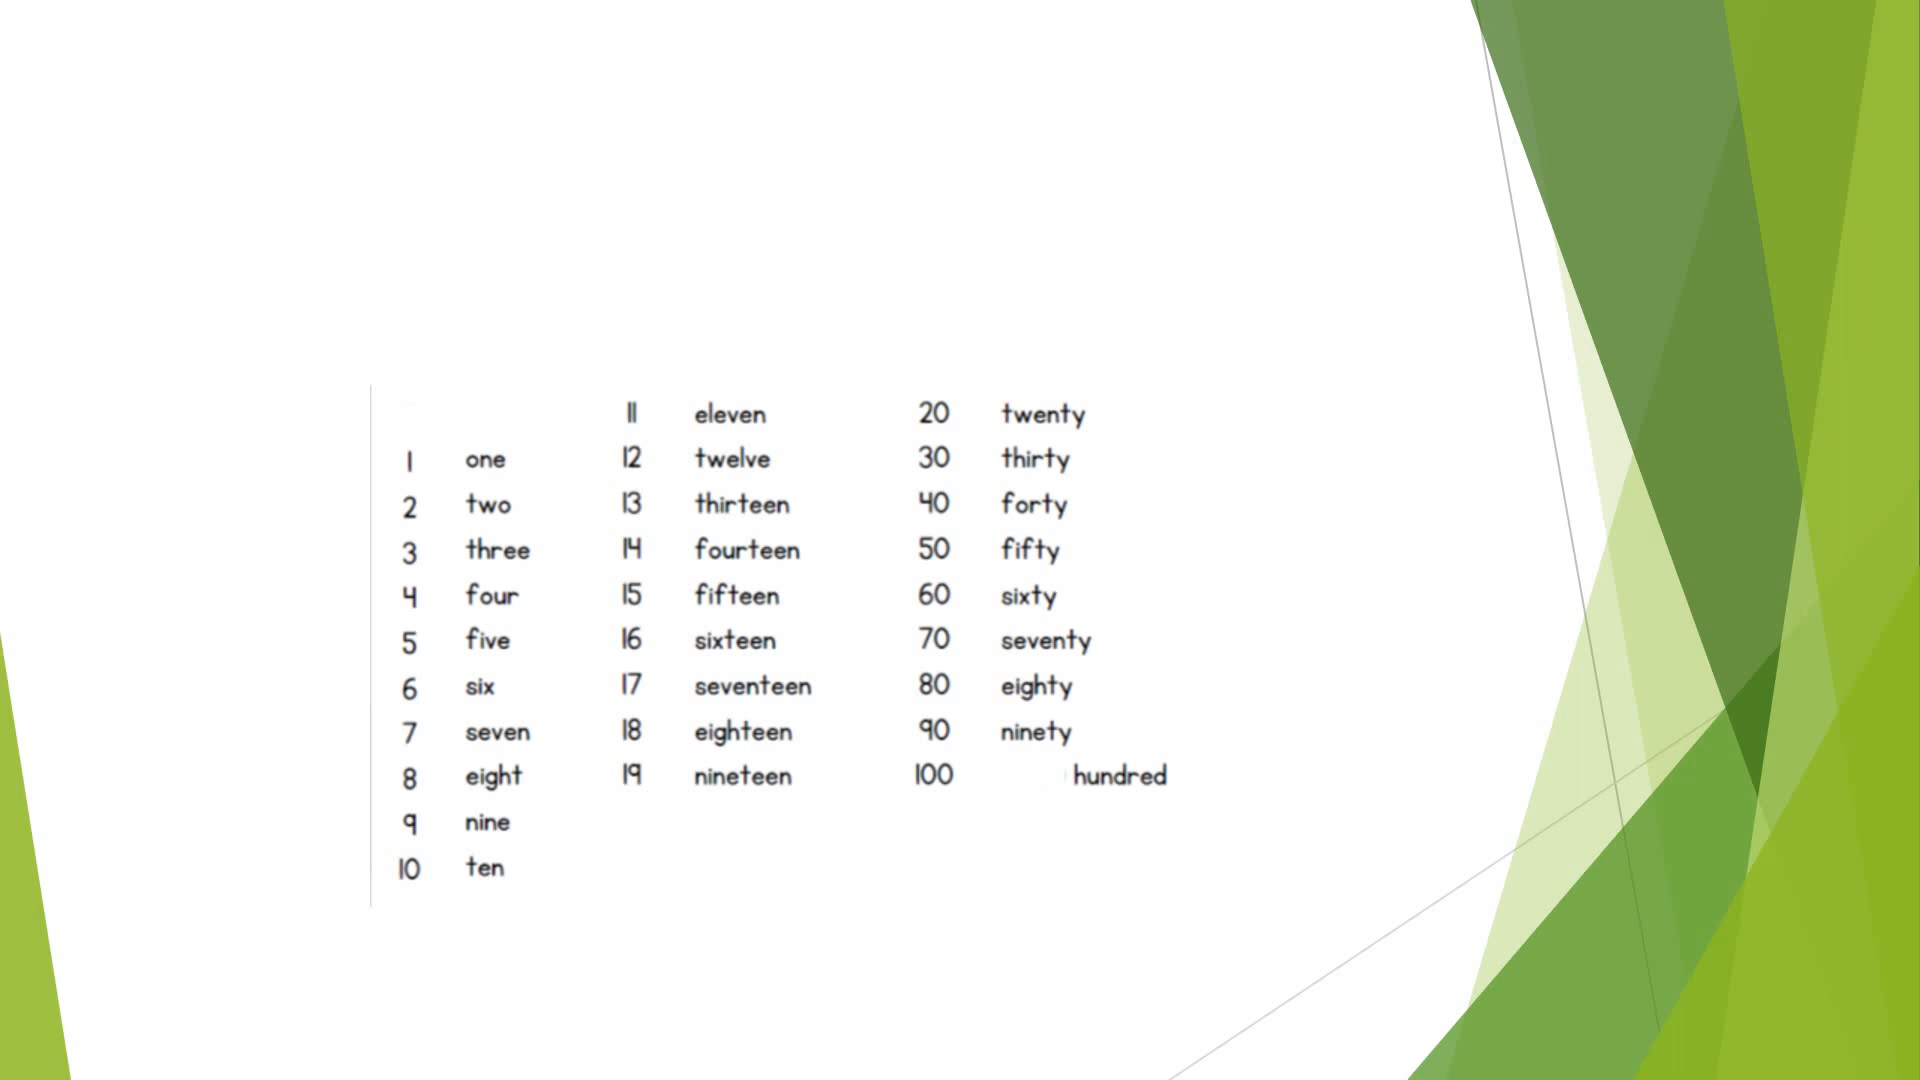 11 eleven 20 twenty
1 one 12 twelve 30 thirty
2 two 13 thirteen 40 forty
3 three 14 fourteen 50 fifty
4 four 15 fifteen 60 sixty
5 five 16 sixteen 70 seventy
6 six 17 seventeen 80 eighty
7 seven 18 eighteen 90 ninety
8 eight 19 nineteen 100 hundred
9 nine
10 ten